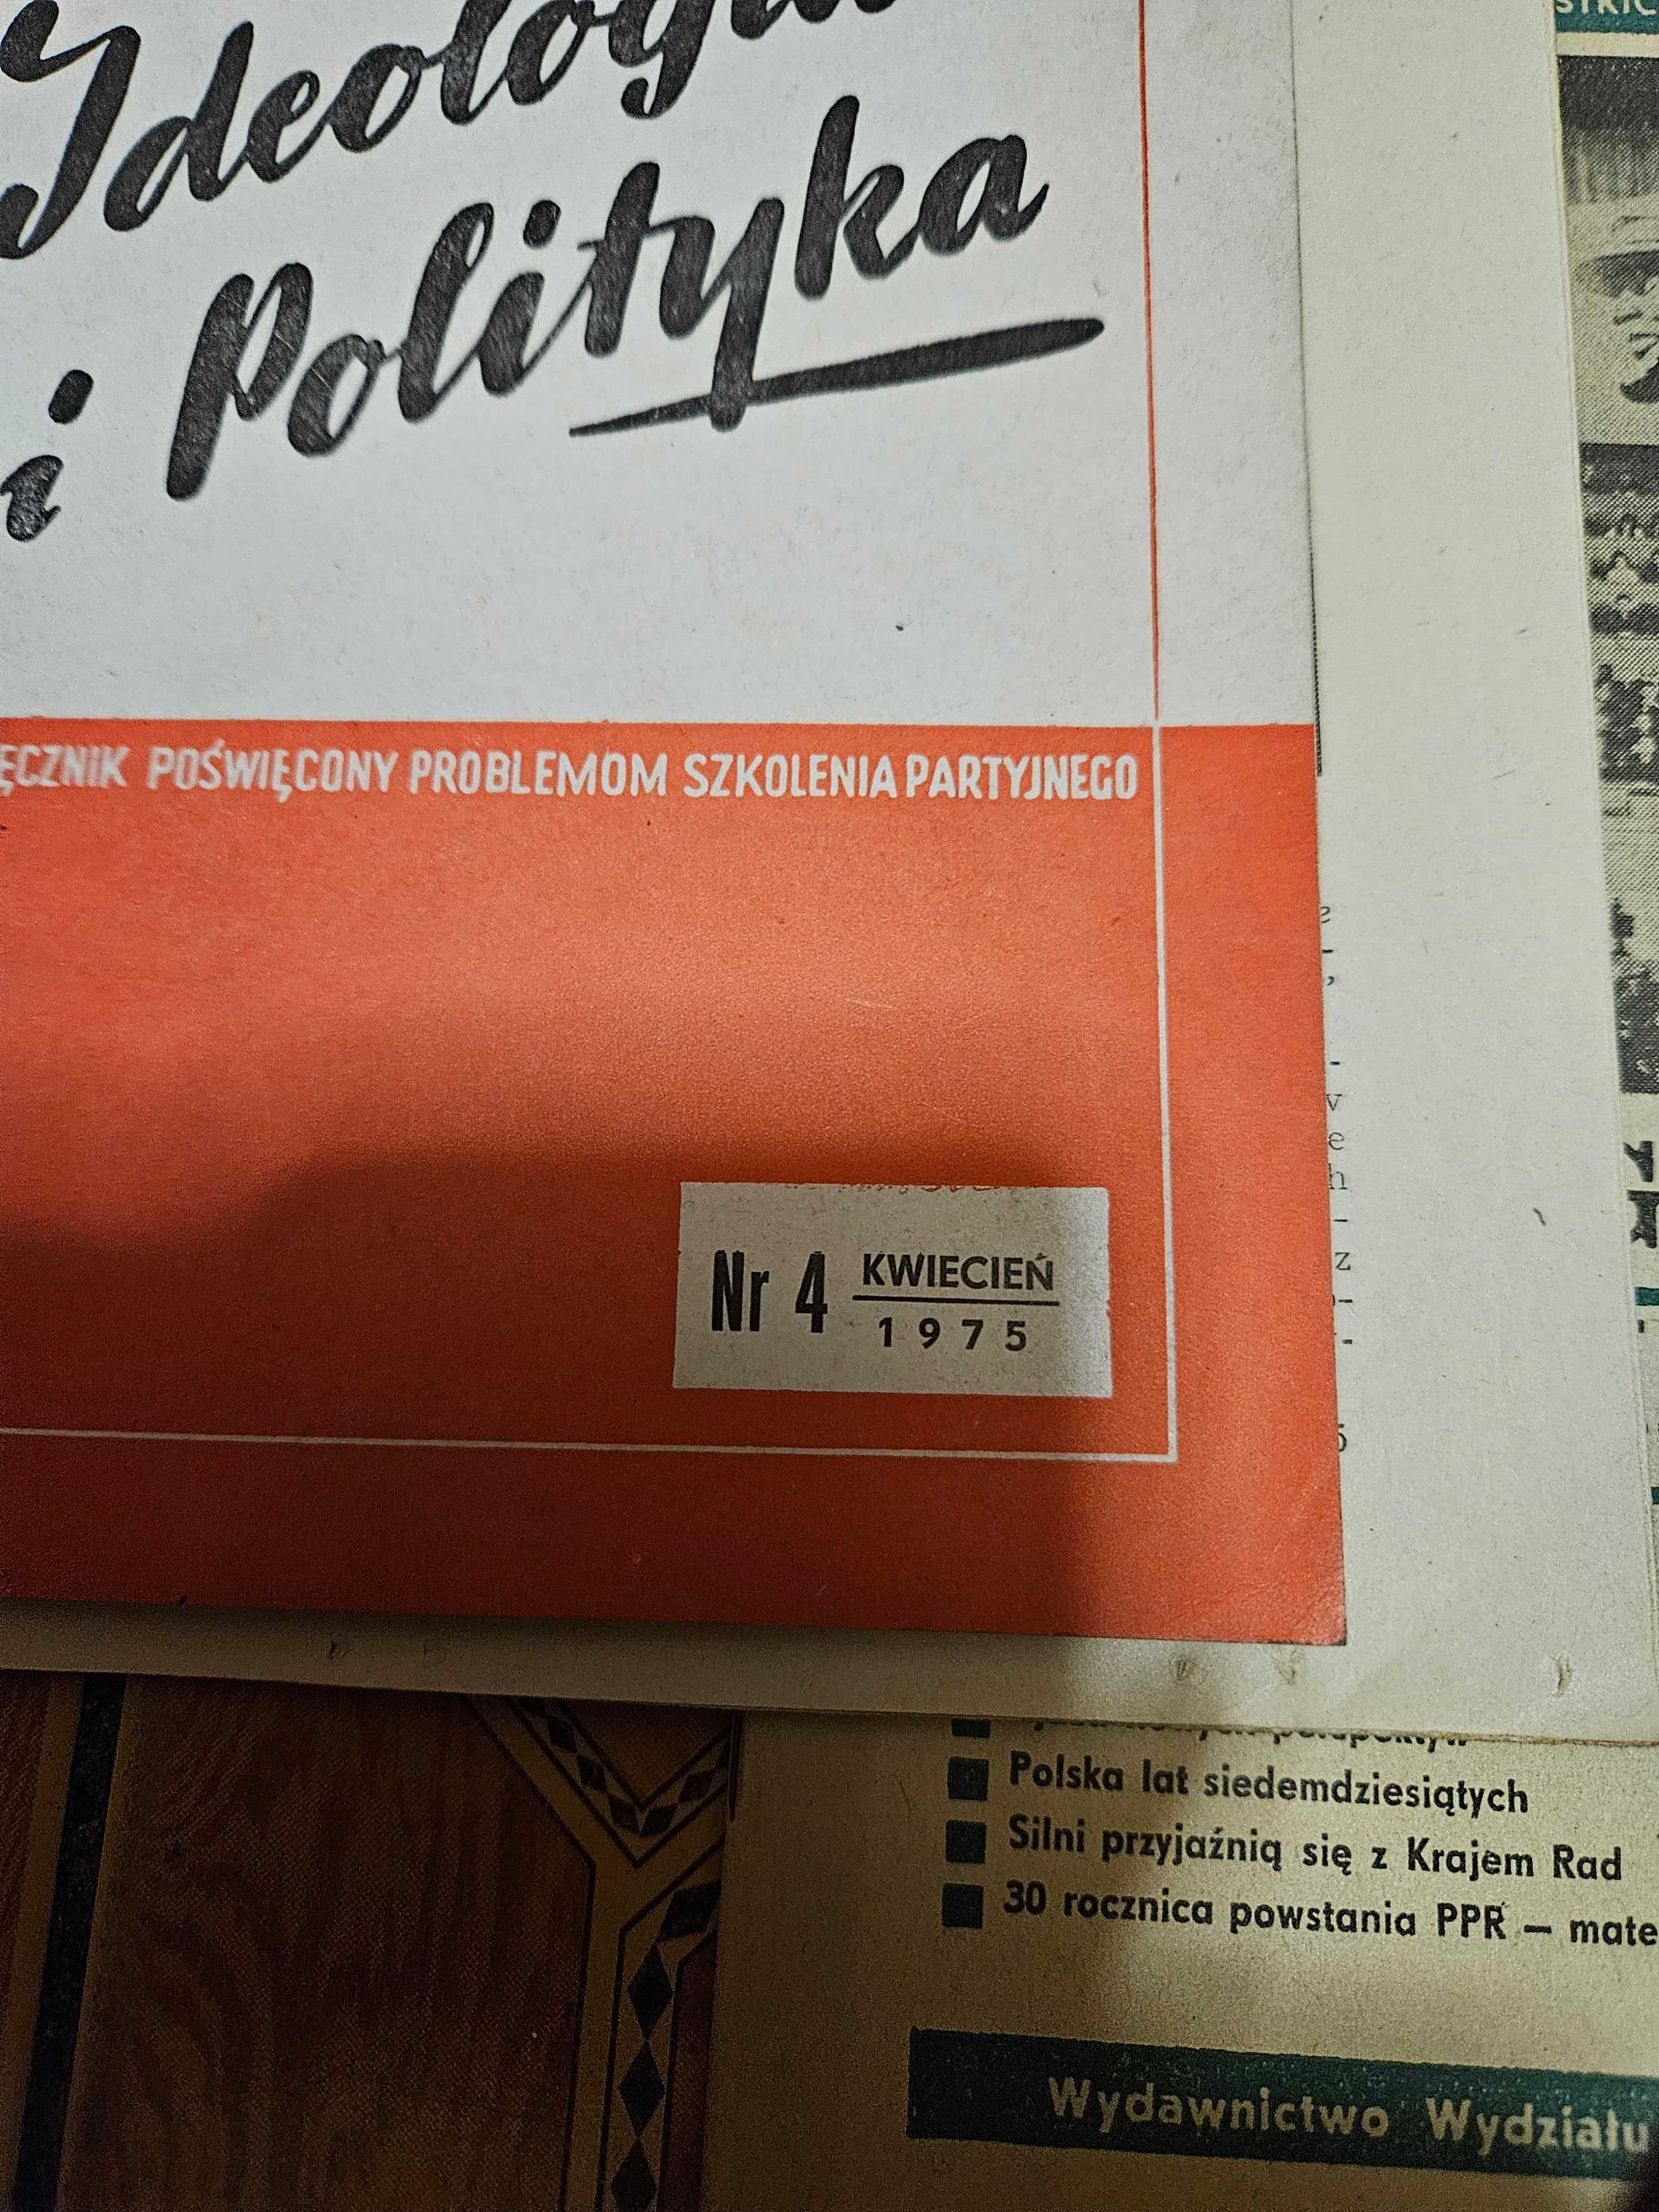 Ideologia
i Polityka
POŚWIĘCONY PROBLEMOM SZKOLENIA PARTYJNEGO
Nr 4 KWIECIEŃ
1975
Polska lat siedemdziesiątych
Silni przyjaźnią się z Krajem Rad
30 rocznica powstania PPR — mate
Wydawnictwo Wydziału